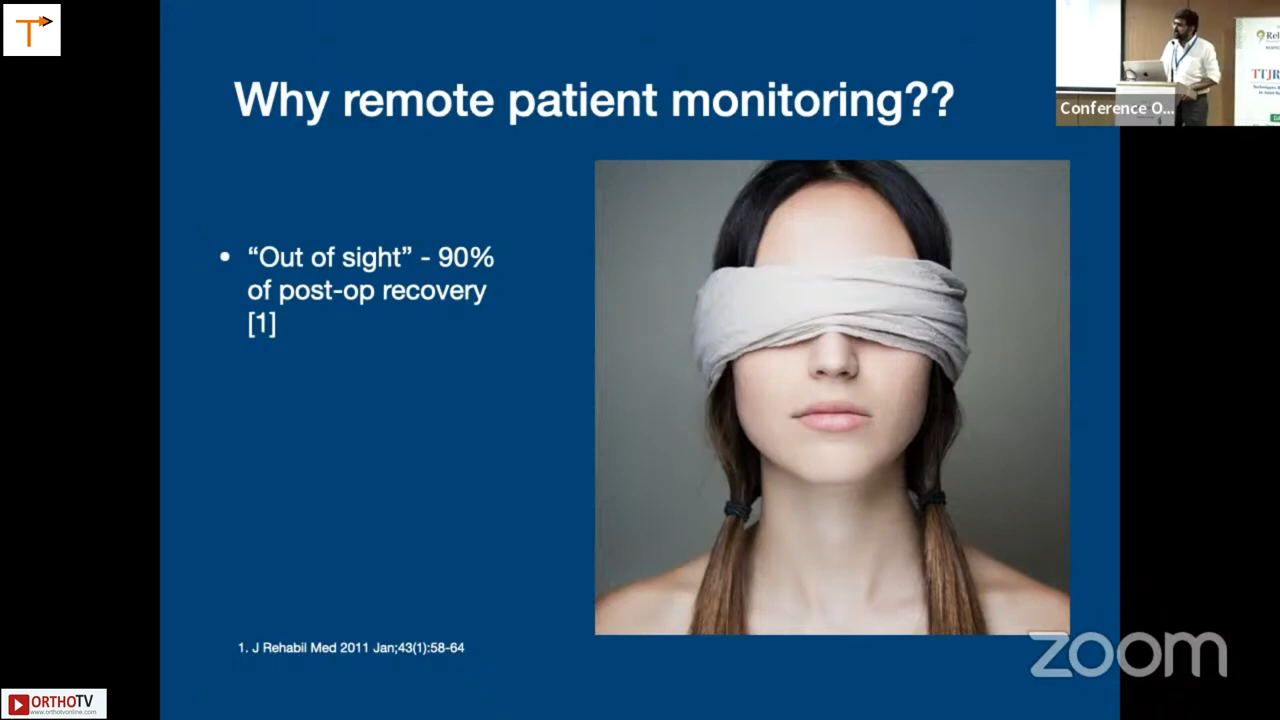 Why remote patient monitoring??
• “Out of sight” - 90%
of post-op recovery
[1]
1. J Rehabil Med 2011 Jan;43(1):58-64
Conference O...
zoom
ORTHOTV
www.orthotvonline.com
T